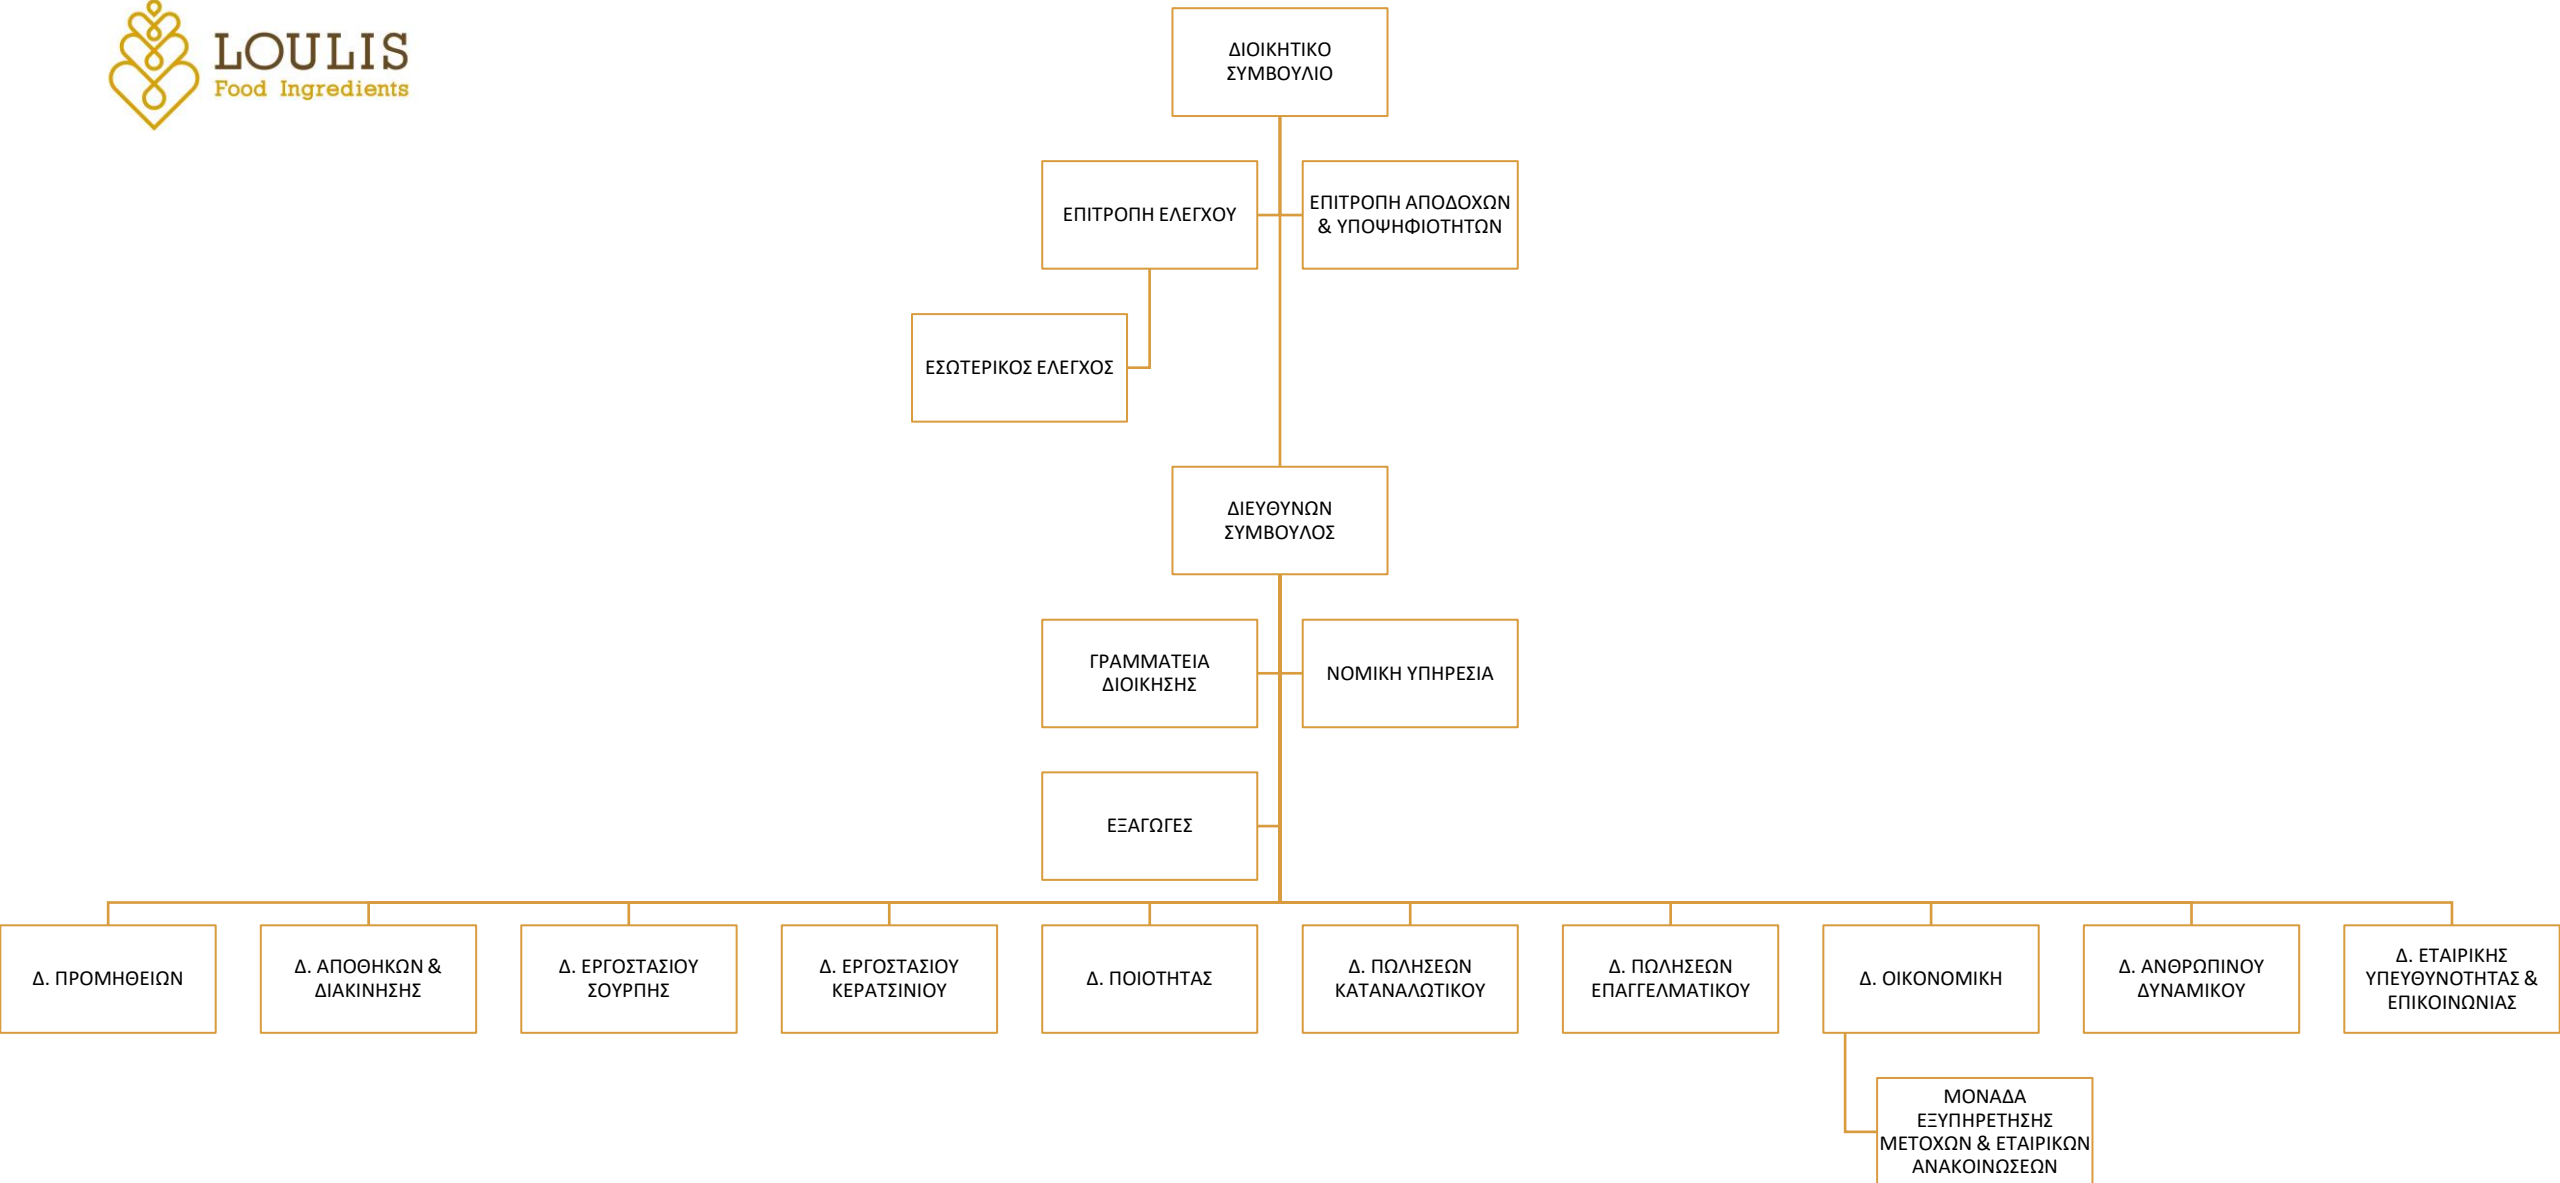 LOULIS
Food Ingredients
ΔΙΟΙΚΗΤΙΚΟ
ΣΥΜΒΟΥΛΙΟ
ΕΠΙΤΡΟΠΗ ΕΛΕΓΧΟΥ
ΕΠΙΤΡΟΠΗ ΑΠΟΔΟΧΩΝ
& ΥΠΟΨΗΦΙΟΤΗΤΩΝ
ΕΣΩΤΕΡΙΚΟΣ ΕΛΕΓΧΟΣ
ΔΙΕΥΘΥΝΩΝ
ΣΥΜΒΟΥΛΟΣ
ΓΡΑΜΜΑΤΕΙΑ
ΔΙΟΙΚΗΣΗΣ
ΝΟΜΙΚΗ ΥΠΗΡΕΣΙΑ
ΕΞΑΓΩΓΕΣ
Δ. ΠΡΟΜΗΘΕΙΩΝ
Δ. ΑΠΟΘΗΚΩΝ &
ΔΙΑΚΙΝΗΣΗΣ
Δ. ΕΡΓΟΣΤΑΣΙΟΥ
ΣΟΥΡΠΗΣ
Δ. ΕΡΓΟΣΤΑΣΙΟΥ
ΚΕΡΑΤΣΙΝΙΟΥ
Δ. ΠΟΙΟΤΗΤΑΣ
Δ. ΠΩΛΗΣΕΩΝ
ΚΑΤΑΝΑΛΩΤΙΚΟΥ
Δ. ΠΩΛΗΣΕΩΝ
ΕΠΑΓΓΕΛΜΑΤΙΚΟΥ
Δ. ΟΙΚΟΝΟΜΙΚΗ
Δ. ΑΝΘΡΩΠΙΝΟΥ
ΔΥΝΑΜΙΚΟΥ
Δ. ΕΤΑΙΡΙΚΗΣ
ΥΠΕΥΘΥΝΟΤΗΤΑΣ &
ΕΠΙΚΟΙΝΩΝΙΑΣ
ΜΟΝΑΔΑ
ΕΞΥΠΗΡΕΤΗΣΗΣ
ΜΕΤΟΧΩΝ & ΕΤΑΙΡΙΚΩΝ
ΑΝΑΚΟΙΝΩΣΕΩΝ